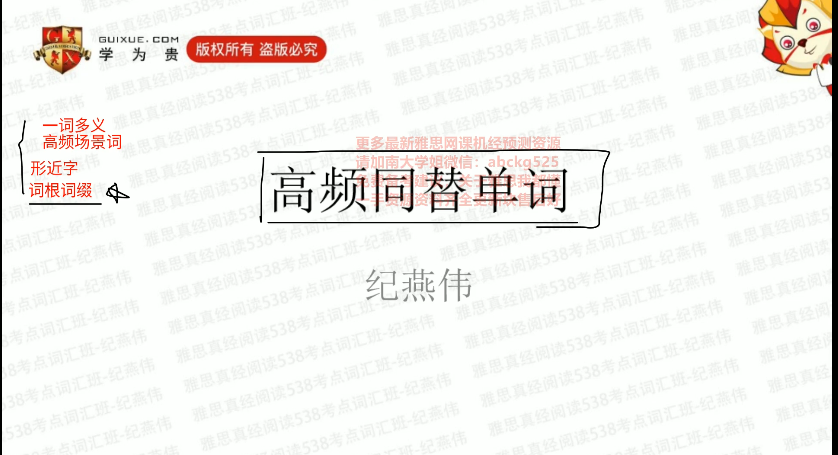 GUIXUE.COM
学为贵
版权所有 盗版必究
一词多义
高频场景词
形近字
词根词缀
更多最新雅思网课机经预测资源
请加南大学姐微信：abckg525
高频同替单词
纪燕伟
雅思真经阅读538考点词汇班-纪燕伟